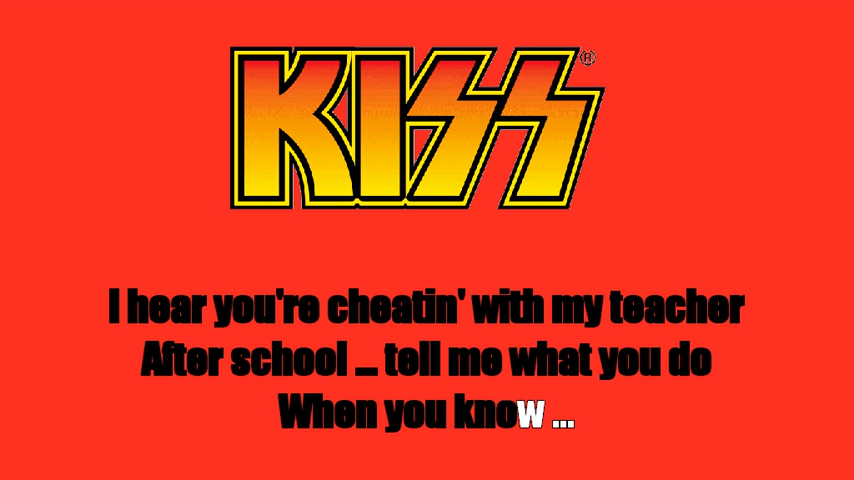 KISS®
I hear you're cheatin' with my teacher
After school ... tell me what you do
When you know ...